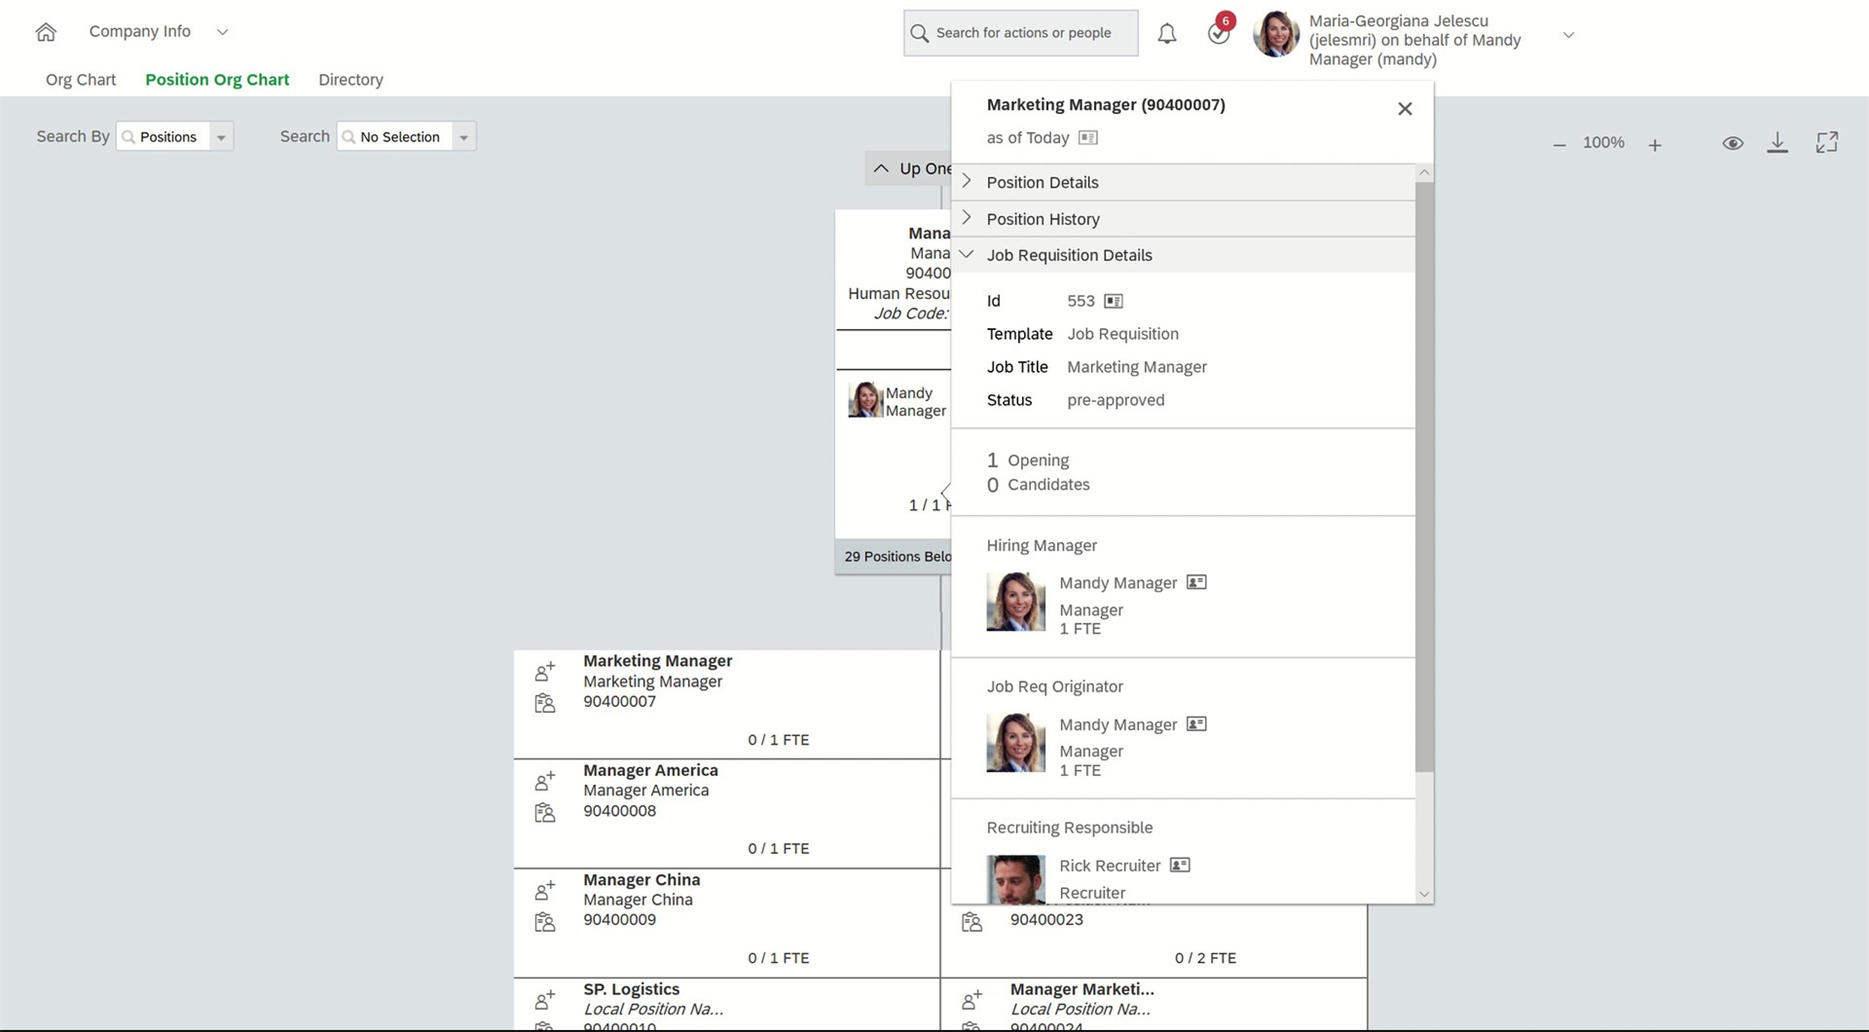 Company Info
Search for actions or people
6
Maria-Georgiana Jelescu
(jelesmri) on behalf of Mandy
Manager (mandy)
Org Chart
Position Org Chart
Directory
Search By
Positions
Search
No Selection
100%
Up One
Mana
Mana
90400
Human Resou
Job Code:
Mandy
Manager
1 / 1
29 Positions Belo
Marketing Manager (90400007)
as of Today
Position Details
Position History
Job Requisition Details
Id 553
Template Job Requisition
Job Title Marketing Manager
Status pre-approved
1 Opening
0 Candidates
Hiring Manager
Mandy Manager
Manager
1 FTE
Job Req Originator
Mandy Manager
Manager
1 FTE
Recruiting Responsible
Rick Recruiter
Recruiter
Marketing Manager
Marketing Manager
90400007
0 / 1 FTE
Manager America
Manager America
90400008
0 / 1 FTE
Manager China
Manager China
90400009
0 / 1 FTE
90400023
0 / 2 FTE
SP. Logistics
Local Position Na...
90400010
Manager Marketi...
Local Position Na...
90400024